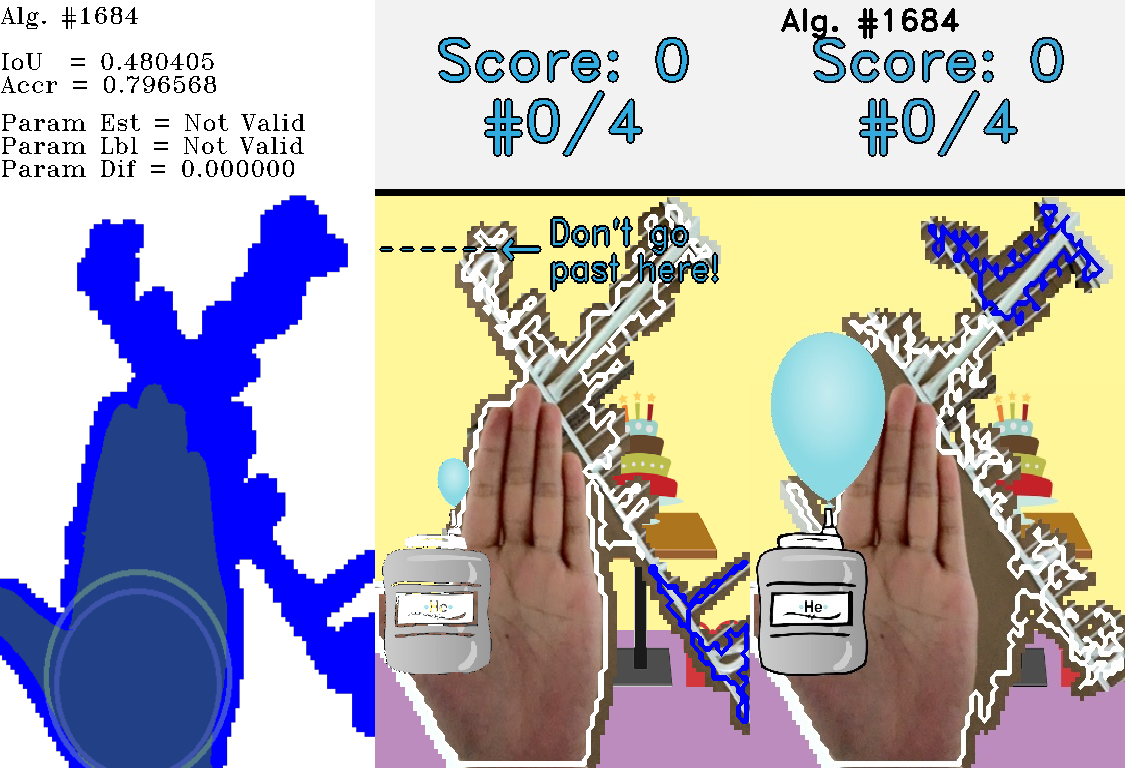 Alg. #1684
IoU = 0.480405
Accr = 0.796568
Param Est = Not Valid
Param Lbl = Not Valid
Param Dif = 0.000000
Score: 0
#0/4
Don't go
past here!
He
Alg. #1684
Score: 0
#0/4
He